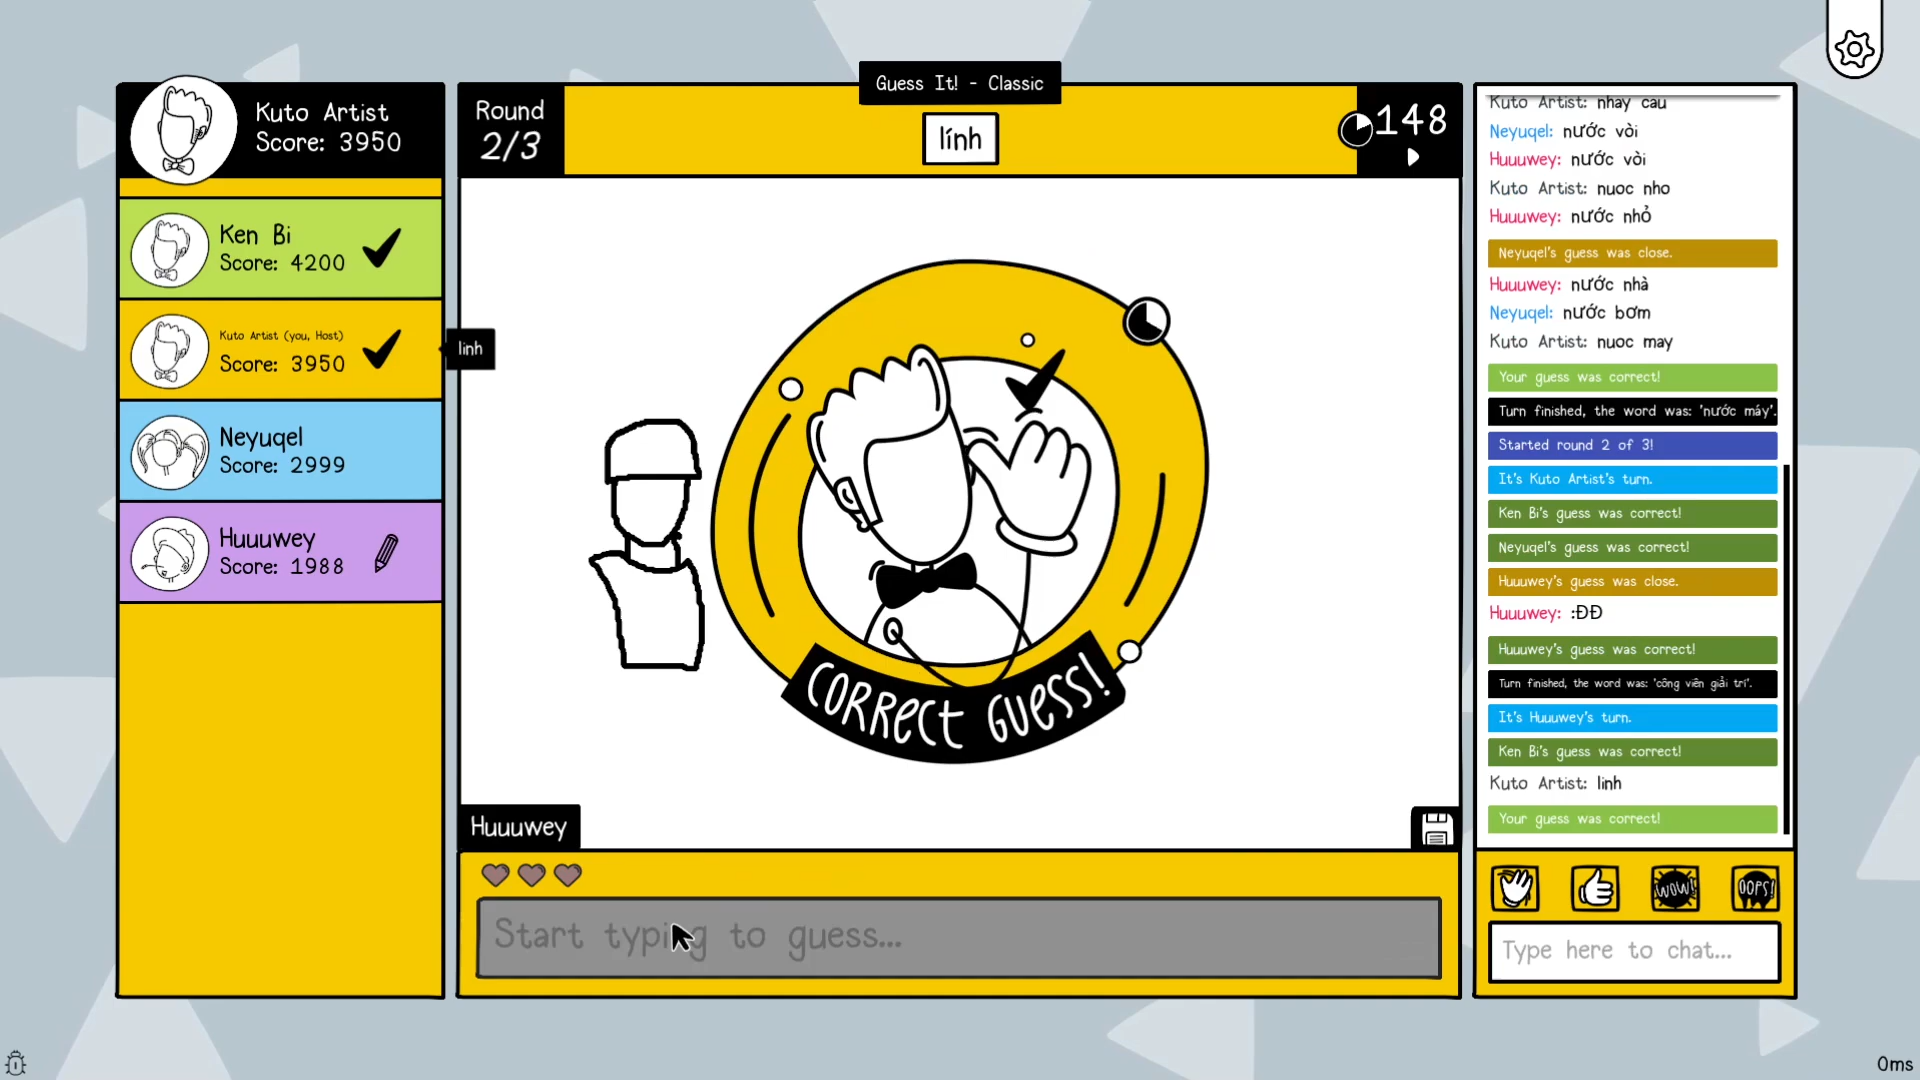 Guess It! - Classic
Kuto Artist
Score: 3950
Round
2/3
lính
148
Ken Bi
Score: 4200
Kuto Artist (you, Host)
Score: 3950
linh
Neyuqel
Score: 2999
Huuuwey
Score: 1988
CORRECT GUESS!
Huuuwey
Start typing to guess...
Kuto Artist: nhay cau
Neyuqel: nước vòi
Huuuwey: nước vòi
Kuto Artist: nuoc nho
Huuuwey: nước nhỏ
Neyuqel's guess was close.
Huuuwey: nước nhà
Neyuqel: nước bơm
Kuto Artist: nuoc may
Your guess was correct!
Turn finished, the word was: 'nước máy'.
Started round 2 of 3!
It's Kuto Artist's turn.
Ken Bi's guess was correct!
Neyuqel's guess was correct!
Huuuwey's guess was close.
Huuuwey: :ĐĐ
Huuuwey's guess was correct!
Turn finished, the word was: 'công viên giải trí'.
It's Huuuwey's turn.
Ken Bi's guess was correct!
Kuto Artist: linh
Your guess was correct!
WOW!
OOPS!
Type here to chat...
0ms